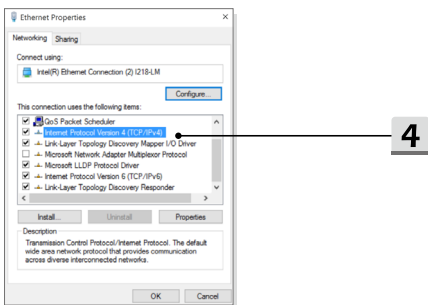 Ethernet Properties
Networking Sharing
Connect using:
Intel(R) Ethernet Connection (2) I218-LM
Configure...
This connection uses the following items:
QoS Packet Scheduler
Internet Protocol Version 4 (TCP/IPv4)
Link-Layer Topology Discovery Mapper I/O Driver
Microsoft Network Adapter Multiplexor Protocol
Microsoft LLDP Protocol Driver
Internet Protocol Version 6 (TCP/IPv6)
Link-Layer Topology Discovery Responder
Install... Uninstall Properties
Description
Transmission Control Protocol/Internet Protocol. The default
wide area network protocol that provides communication
across diverse interconnected networks.
OK Cancel
4